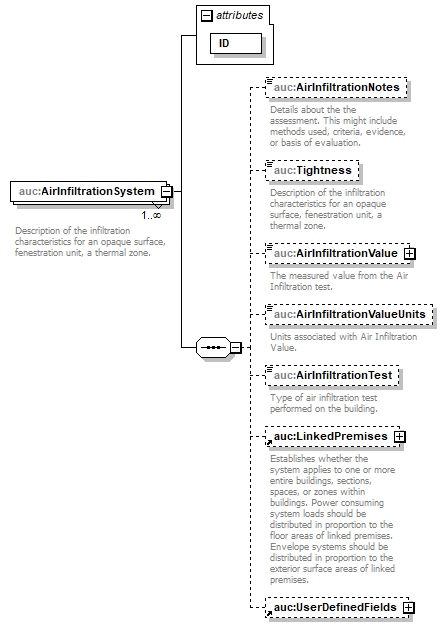 attributes
ID
auc:AirInfiltrationSystem
1..∞
Description of the infiltration
characteristics for an opaque surface,
fenestration unit, a thermal zone.
auc:AirInfiltrationNotes
Details about the the
assessment. This might include
methods used, criteria, evidence,
or basis of evaluation.
auc:Tightness
Description of the infiltration
characteristics for an opaque
surface, fenestration unit, a
thermal zone.
auc:AirInfiltrationValue
The measured value from the Air
Infiltration test.
auc:AirInfiltrationValueUnits
Units associated with Air Infiltration
Value.
auc:AirInfiltrationTest
Type of air infiltration test
performed on the building.
auc:LinkedPremises
Establishes whether the
system applies to one or more
entire buildings, sections,
spaces, or zones within
buildings. Power consuming
system loads should be
distributed in proportion to the
floor areas of linked premises.
Envelope systems should be
distributed in proportion to the
exterior surface areas of linked
premises.
auc:UserDefinedFields